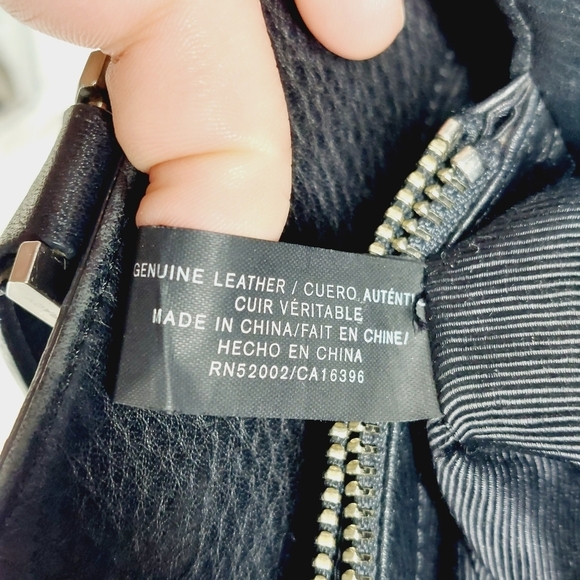 GENUINE LEATHER / CUERO AUTÉNTI
CUIR VÉRITABLE
MADE IN CHINA/FAIT EN CHINE/
HECHO EN CHINA
RN52002/CA16396